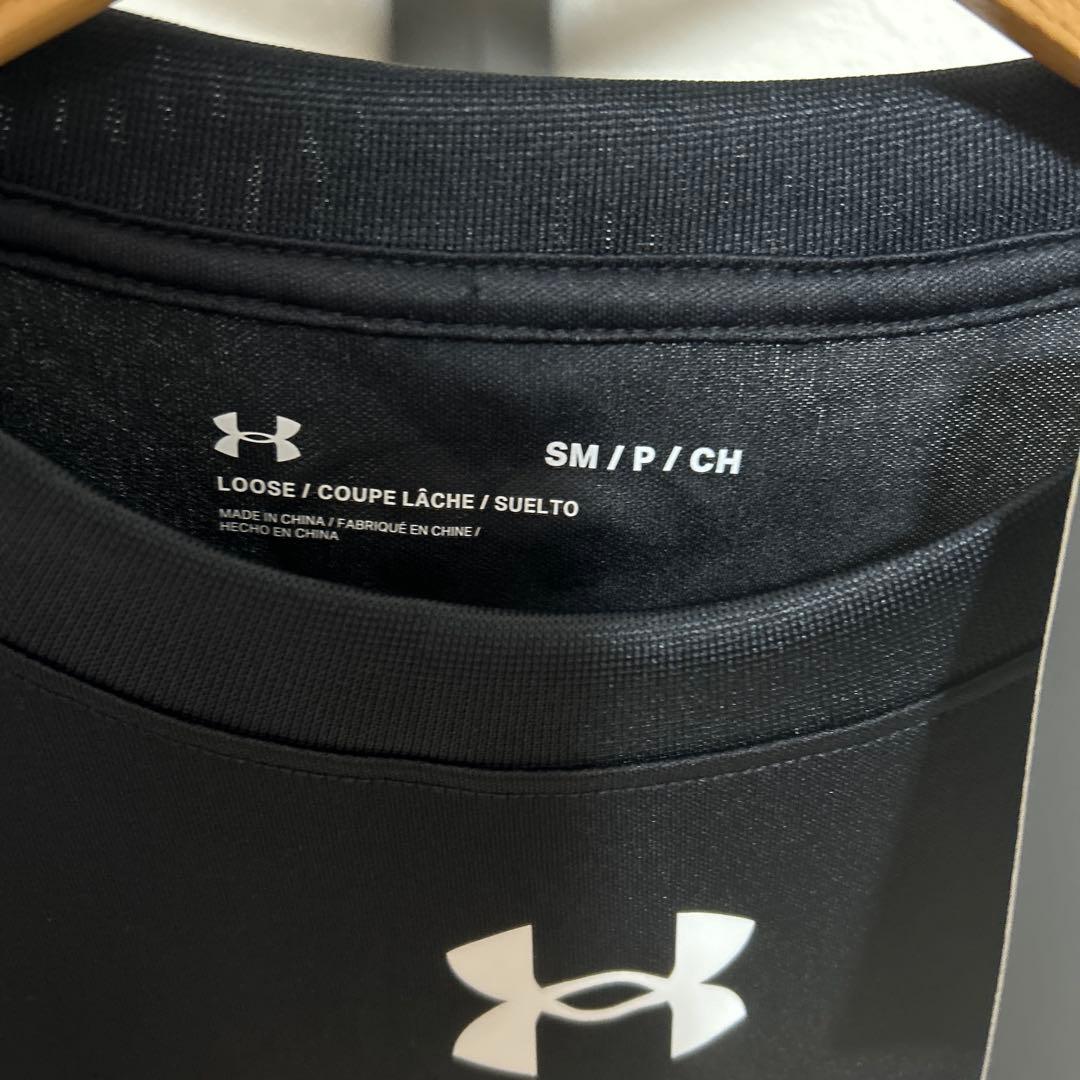 SM / P / CH
LOOSE / COUPE LÂCHE / SUELTO
MADE IN CHINA / FABRIQUÉ EN CHINE /
HECHO EN CHINA